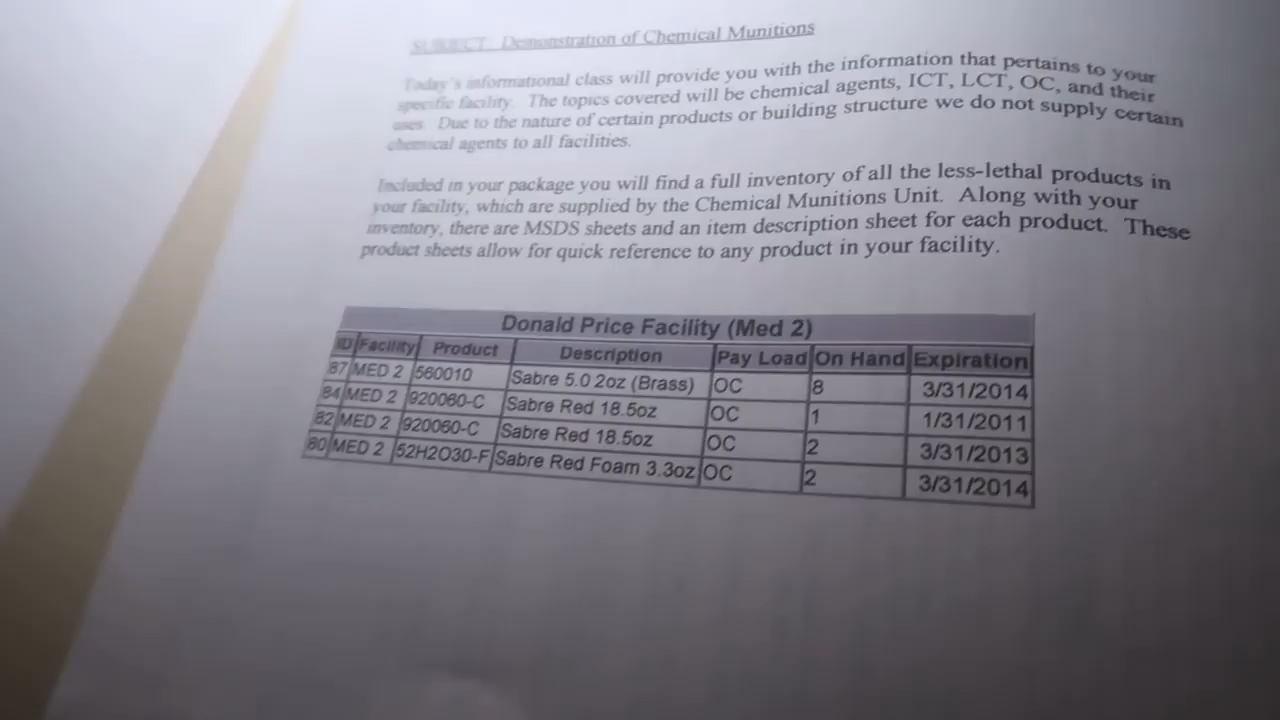 SUBJECT: Demonstration of Chemical Munitions
Today's informational class will provide you with the information that pertains to your
specific facility. The topics covered will be chemical agents, ICT, LCT, OC, and their
uses. Due to the nature of certain products or building structure we do not supply certain
chemical agents to all facilities.
Included in your package you will find a full inventory of all the less-lethal products in
your facility, which are supplied by the Chemical Munitions Unit. Along with your
inventory, there are MSDS sheets and an item description sheet for each product. These
product sheets allow for quick reference to any product in your facility.
Donald Price Facility (Med 2)
ID Facility Product Description Pay Load On Hand Expiration
87 MED 2 560010 Sabre 5.0 2oz (Brass) OC 8 3/31/2014
84 MED 2 920060-C Sabre Red 18.5oz OC 1 1/31/2011
82 MED 2 920060-C Sabre Red 18.5oz OC 2 3/31/2013
80 MED 2 52H2O30-F Sabre Red Foam 3.3oz OC 2 3/31/2014